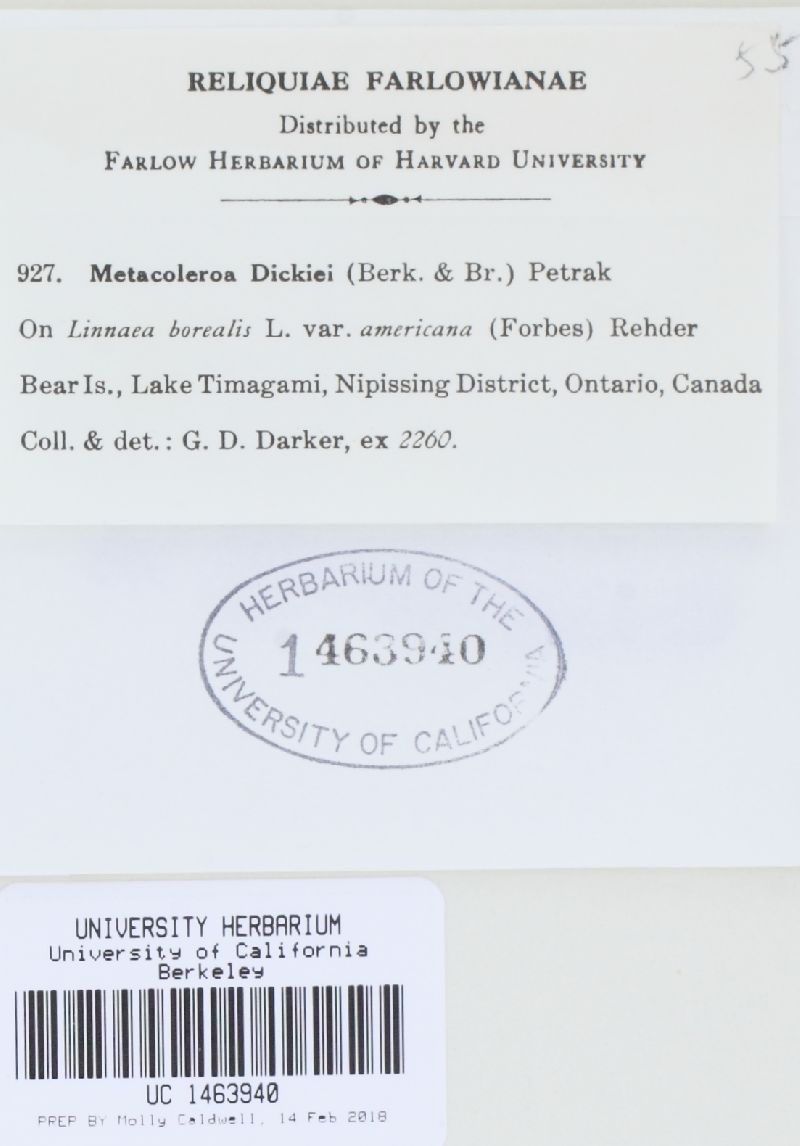 55
RELIQUIAE FARLOWIANAE
Distributed by the
FARLOW HERBARIUM OF HARVARD UNIVERSITY
927. Metacoleroa Dickiei (Berk. & Br.) Petrak
On Linnaea borealis L. var. americana (Forbes) Rehder
Bear Is., Lake Timagami, Nipissing District, Ontario, Canada
Coll. & det.: G. D. Darker, ex 2260.
HERBARIUM OF THE
1463940
UNIVERSITY OF CALIFORNIA
UNIVERSITY HERBARIUM
University of California
Berkeley
UC 1463940
PREP BY Molly Caldwell, 14 Feb 2018